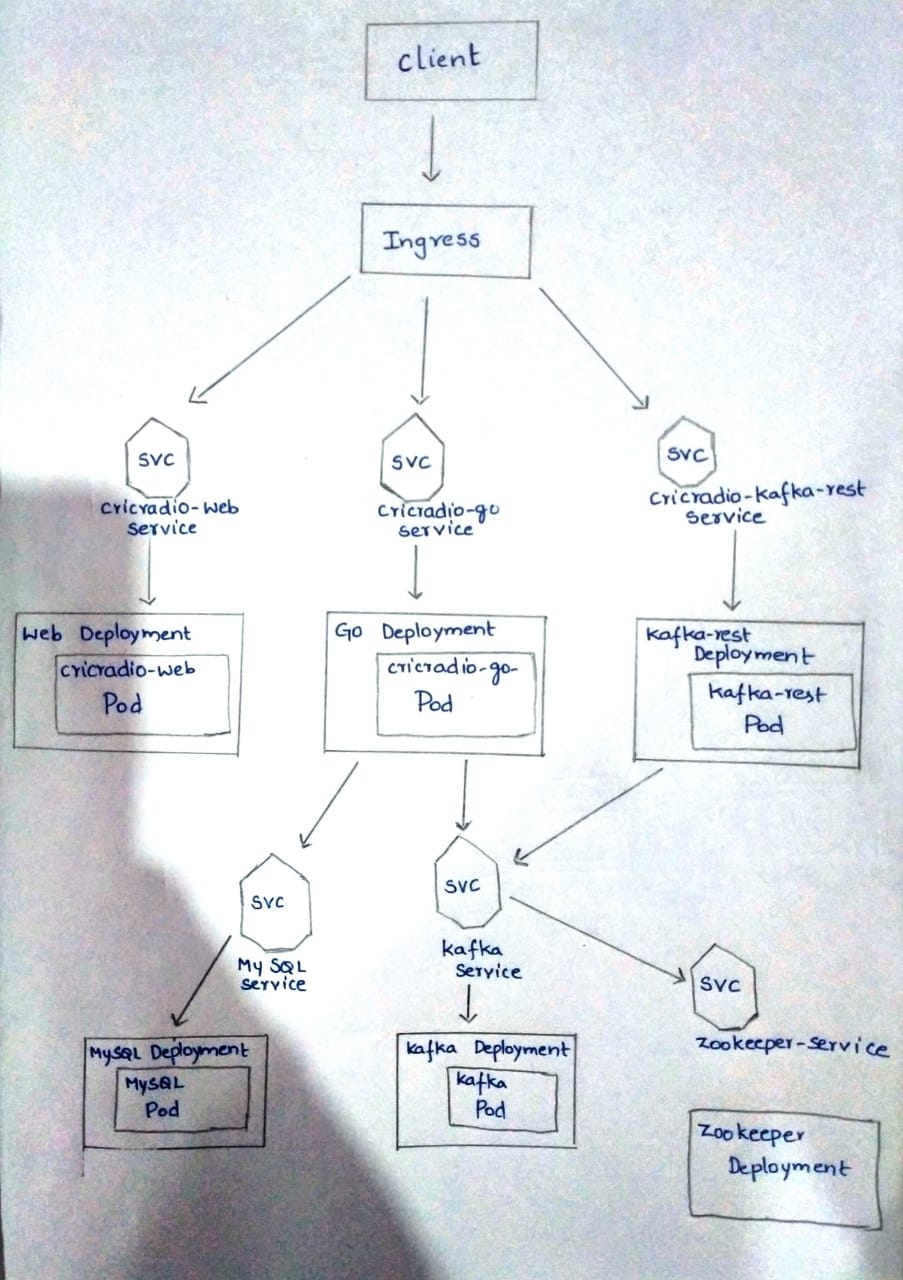 client
Ingress
SVC
cricradio-web
service
SVC
cricradio-go
service
SVC
cricradio-kafka-rest
service
Web Deployment
cricradio-web
Pod
Go Deployment
cricradio-go-
Pod
kafka-rest
Deployment
kafka-rest
Pod
SVC
My SQL
service
SVC
kafka
service
SVC
zookeeper-service
MySQL Deployment
MySQL
Pod
kafka Deployment
kafka
Pod
Zookeeper
Deployment